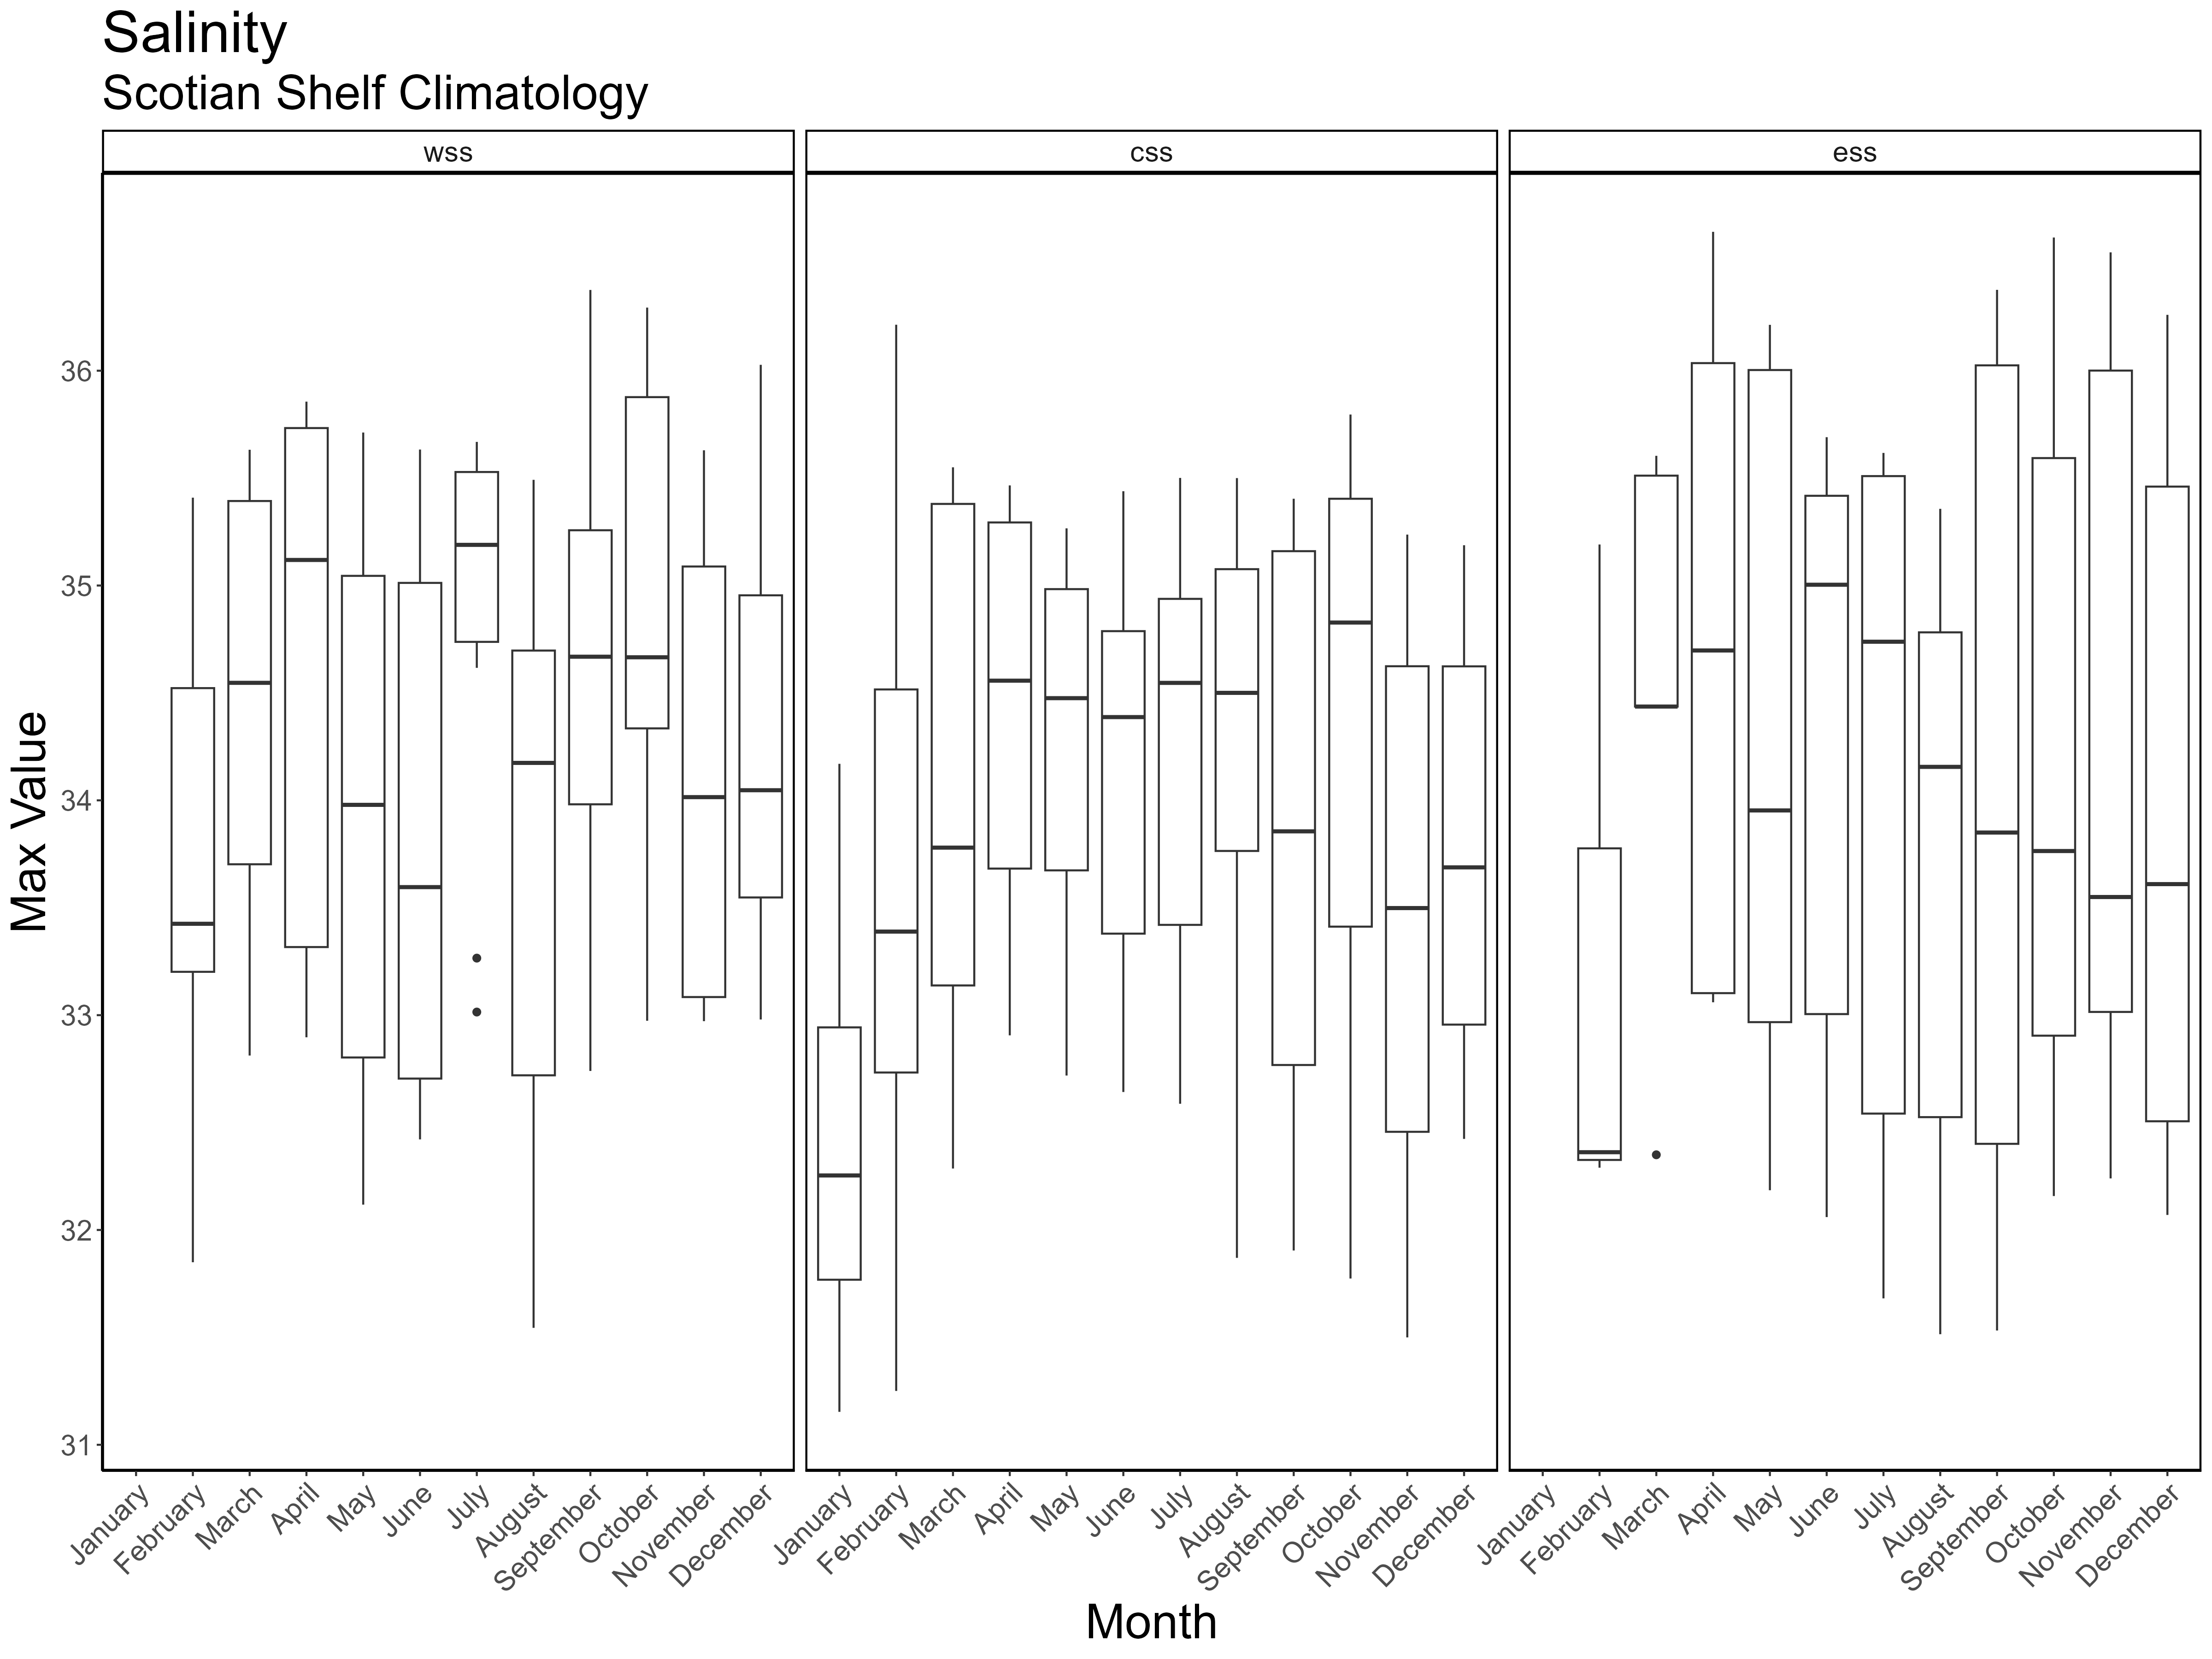 Salinity
Scotian Shelf Climatology
wss css ess
Max Value
36
35
34
33
32
31
January February March April May June July August September October November December January February March April May June July August September October November December January February March April May June July August September October November December
Month